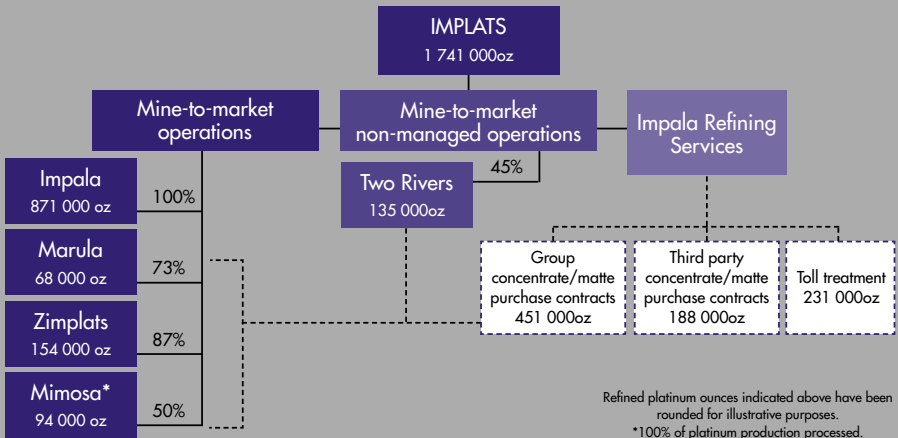 IMPLATS
1 741 000oz
Mine-to-market
operations
Mine-to-market
non-managed operations
Impala Refining
Services
Impala
871 000 oz
100%
Marula
68 000 oz
73%
Zimplats
154 000 oz
87%
Mimosa*
94 000 oz
50%
45%
Two Rivers
135 000oz
Group
concentrate/matte
purchase contracts
451 000oz
Third party
concentrate/matte
purchase contracts
188 000oz
Toll treatment
231 000oz
Refined platinum ounces indicated above have been
rounded for illustrative purposes.
*100% of platinum production processed.